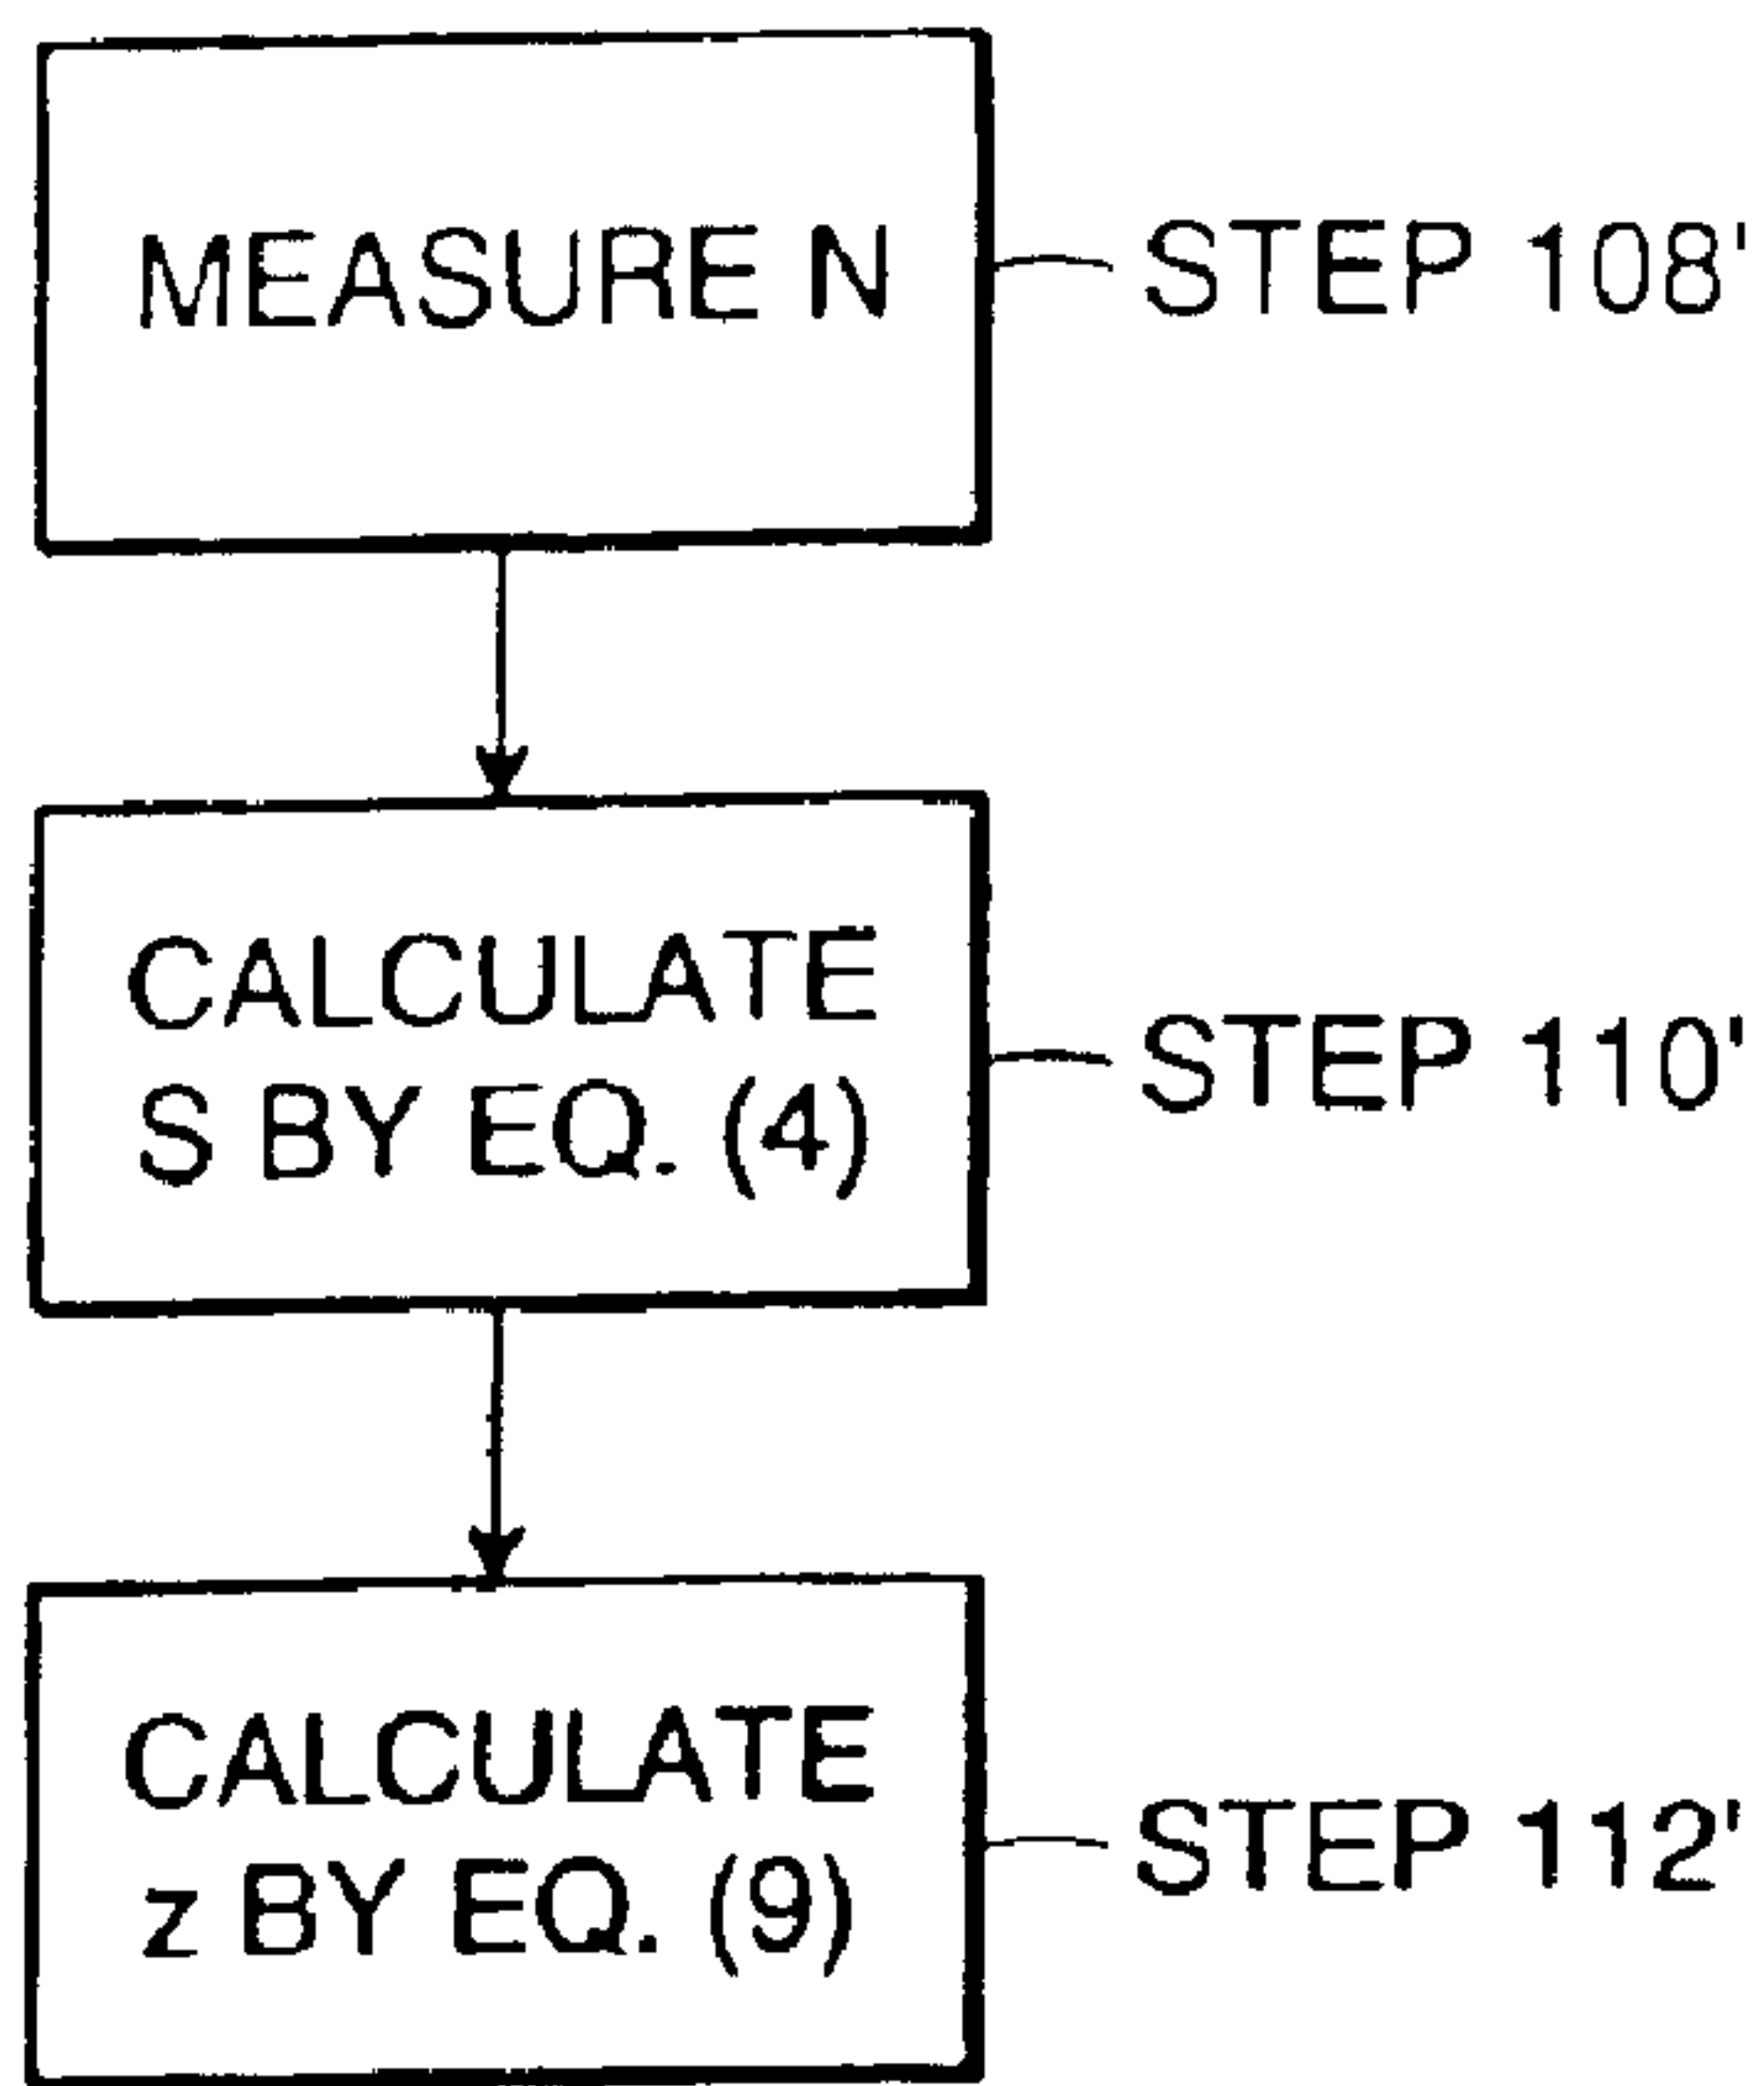 MEASURE N
STEP 108'
CALCULATE
S BY EQ. (4)
STEP 110'
CALCULATE
z BY EQ. (9)
STEP 112'